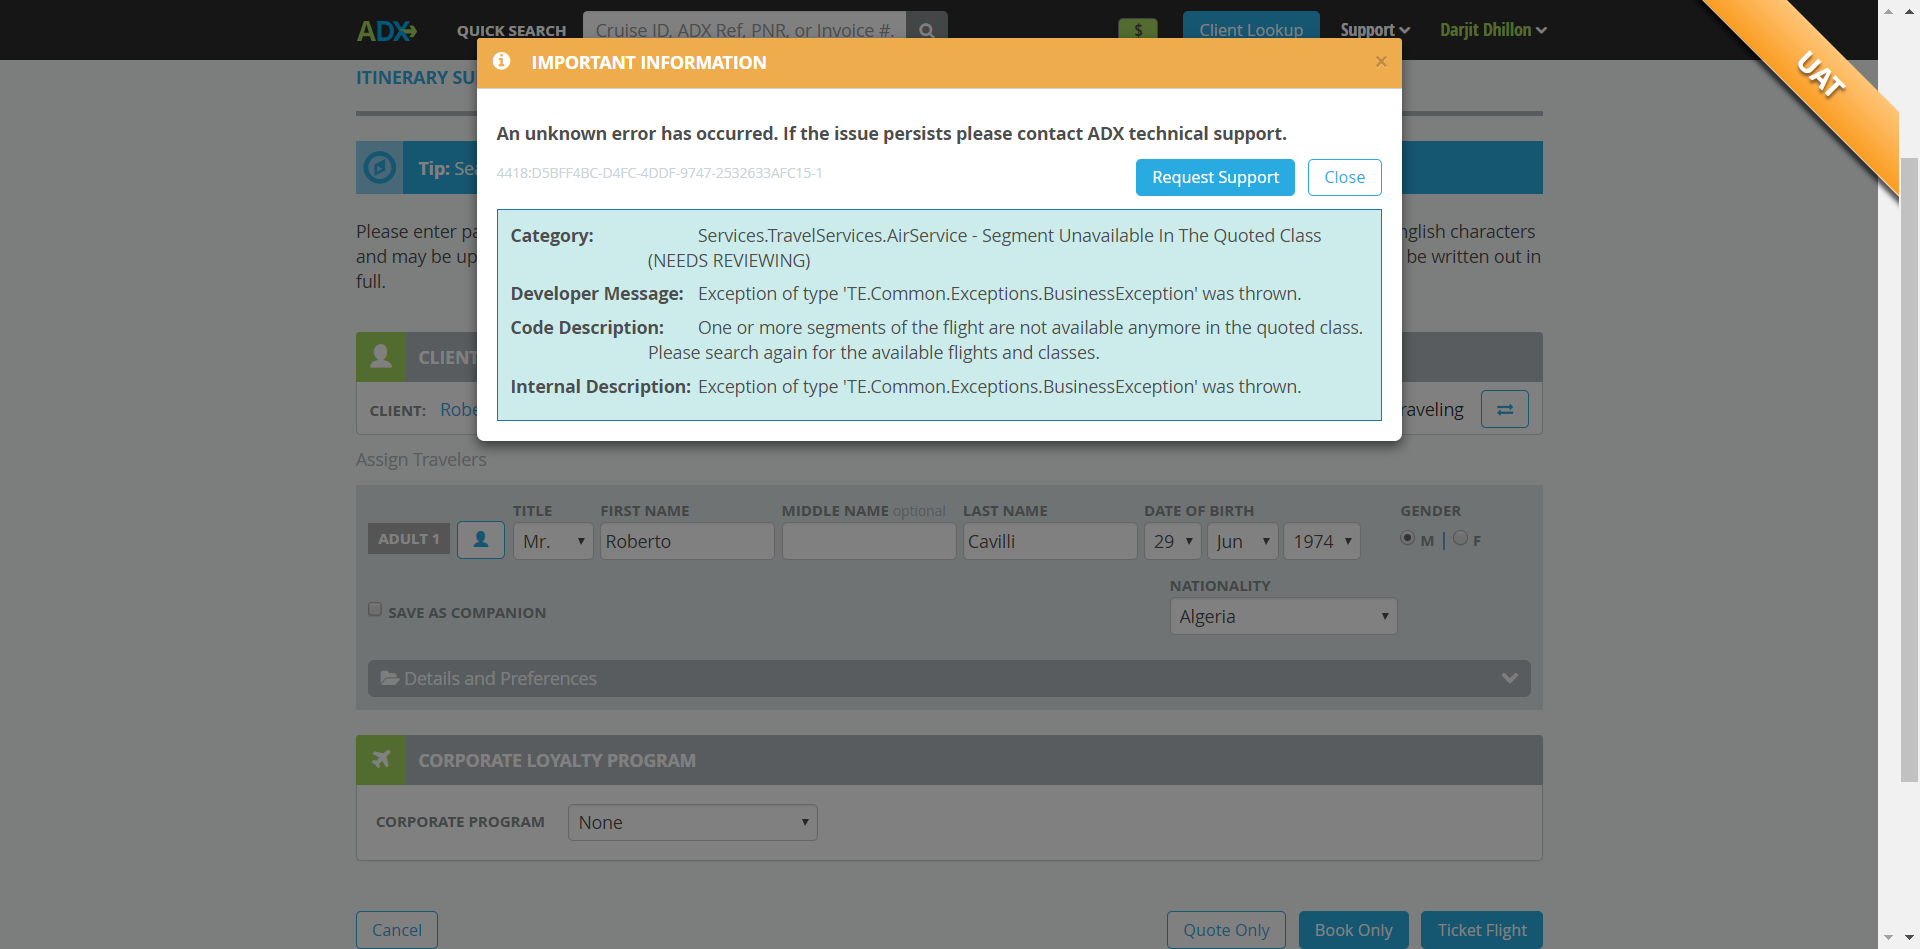 ADX QUICK SEARCH Cruise ID, ADX Ref, PNR, or Invoice #. $ Client Lookup Support Darjit Dhillon
UAT
ITINERARY SU
IMPORTANT INFORMATION ×
An unknown error has occurred. If the issue persists please contact ADX technical support.
4418:D5BFF4BC-D4FC-4DDF-9747-2532633AFC15-1 Request Support Close
Category: Services.TravelServices.AirService - Segment Unavailable In The Quoted Class
(NEEDS REVIEWING)
Developer Message: Exception of type 'TE.Common.Exceptions.BusinessException' was thrown.
Code Description: One or more segments of the flight are not available anymore in the quoted class.
Please search again for the available flights and classes.
Internal Description: Exception of type 'TE.Common.Exceptions.BusinessException' was thrown.
Tip: Sea
Please enter pa nglish characters
and may be up be written out in
full.
CLIENT
CLIENT: Robe raveling
Assign Travelers
TITLE FIRST NAME MIDDLE NAME optional LAST NAME DATE OF BIRTH GENDER
ADULT 1 Mr. Roberto Cavilli 29 Jun 1974 M | F
NATIONALITY
SAVE AS COMPANION Algeria
Details and Preferences
CORPORATE LOYALTY PROGRAM
CORPORATE PROGRAM None
Cancel Quote Only Book Only Ticket Flight